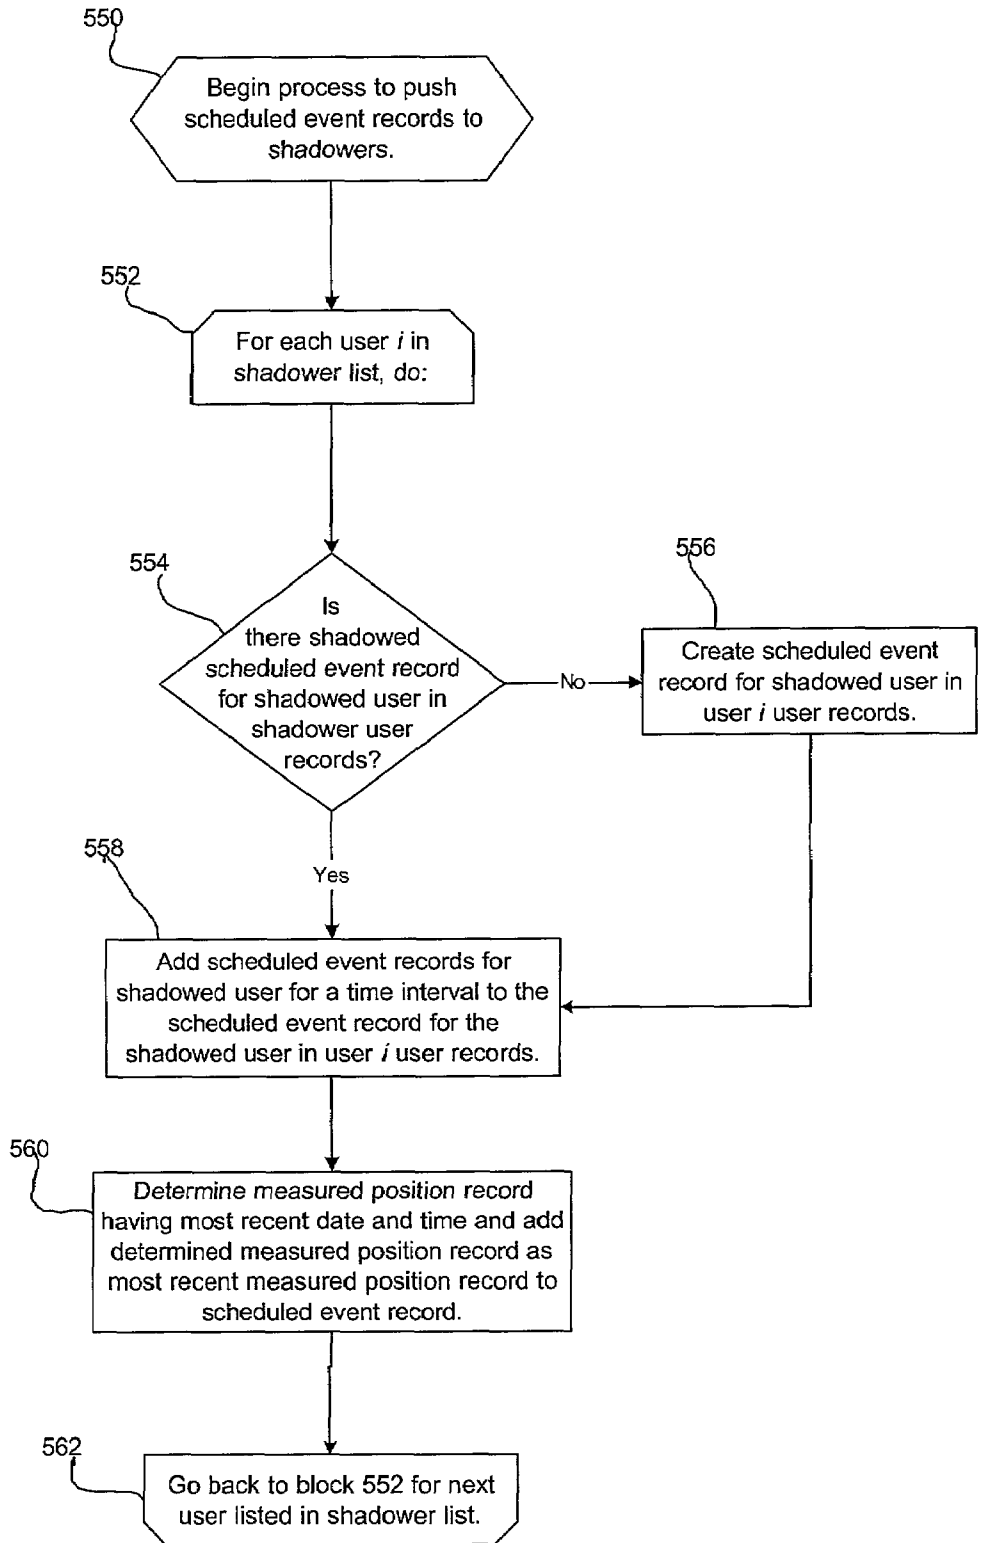 550
Begin process to push
scheduled event records to
shadowers.
552
For each user i in
shadower list, do:
554
Is
there shadowed
scheduled event record
for shadowed user in
shadower user
records?
No
556
Create scheduled event
record for shadowed user in
user i user records.
Yes
558
Add scheduled event records for
shadowed user for a time interval to the
scheduled event record for the
shadowed user in user i user records.
560
Determine measured position record
having most recent date and time and add
determined measured position record as
most recent measured position record to
scheduled event record.
562
Go back to block 552 for next
user listed in shadower list.